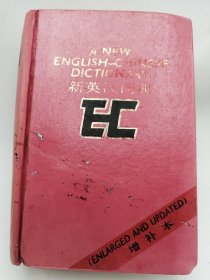 A NEW
ENGLISH-CHINESE
DICTIONARY
新英汉词典
EC
(ENLARGED AND UPDATED)
增补本